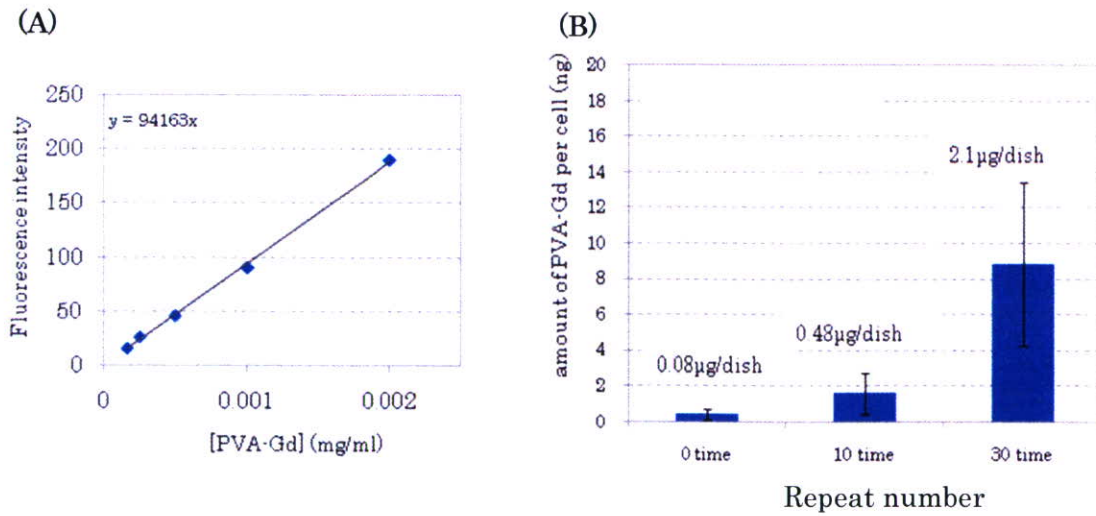 (A)
Fluorescence intensity
250
200
150
100
50
0
y = 94163x
0 0.001 0.002
[PVA-Gd] (mg/ml)
(B)
amount of PVA-Gd per cell (ng)
20
18
16
14
12
10
8
6
4
2
0
0.08µg/dish
0.48µg/dish
2.1µg/dish
0 time 10 time 30 time
Repeat number